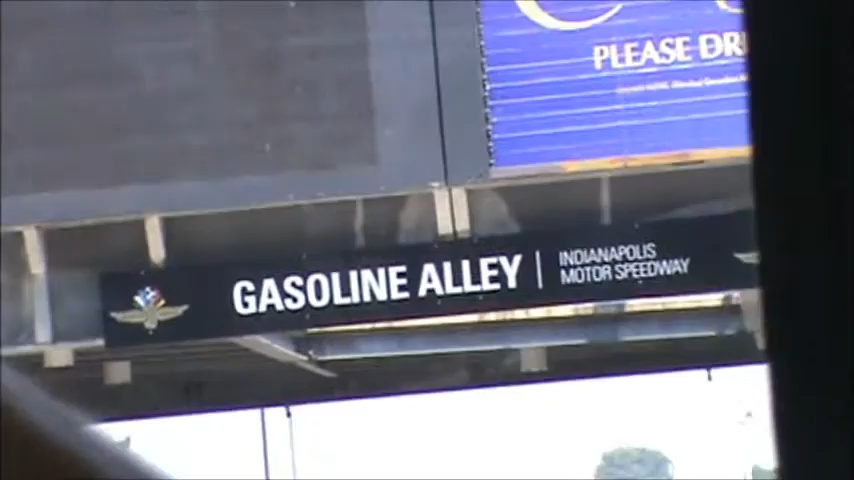 PLEASE DR
GASOLINE ALLEY
INDIANAPOLIS
MOTOR SPEEDWAY